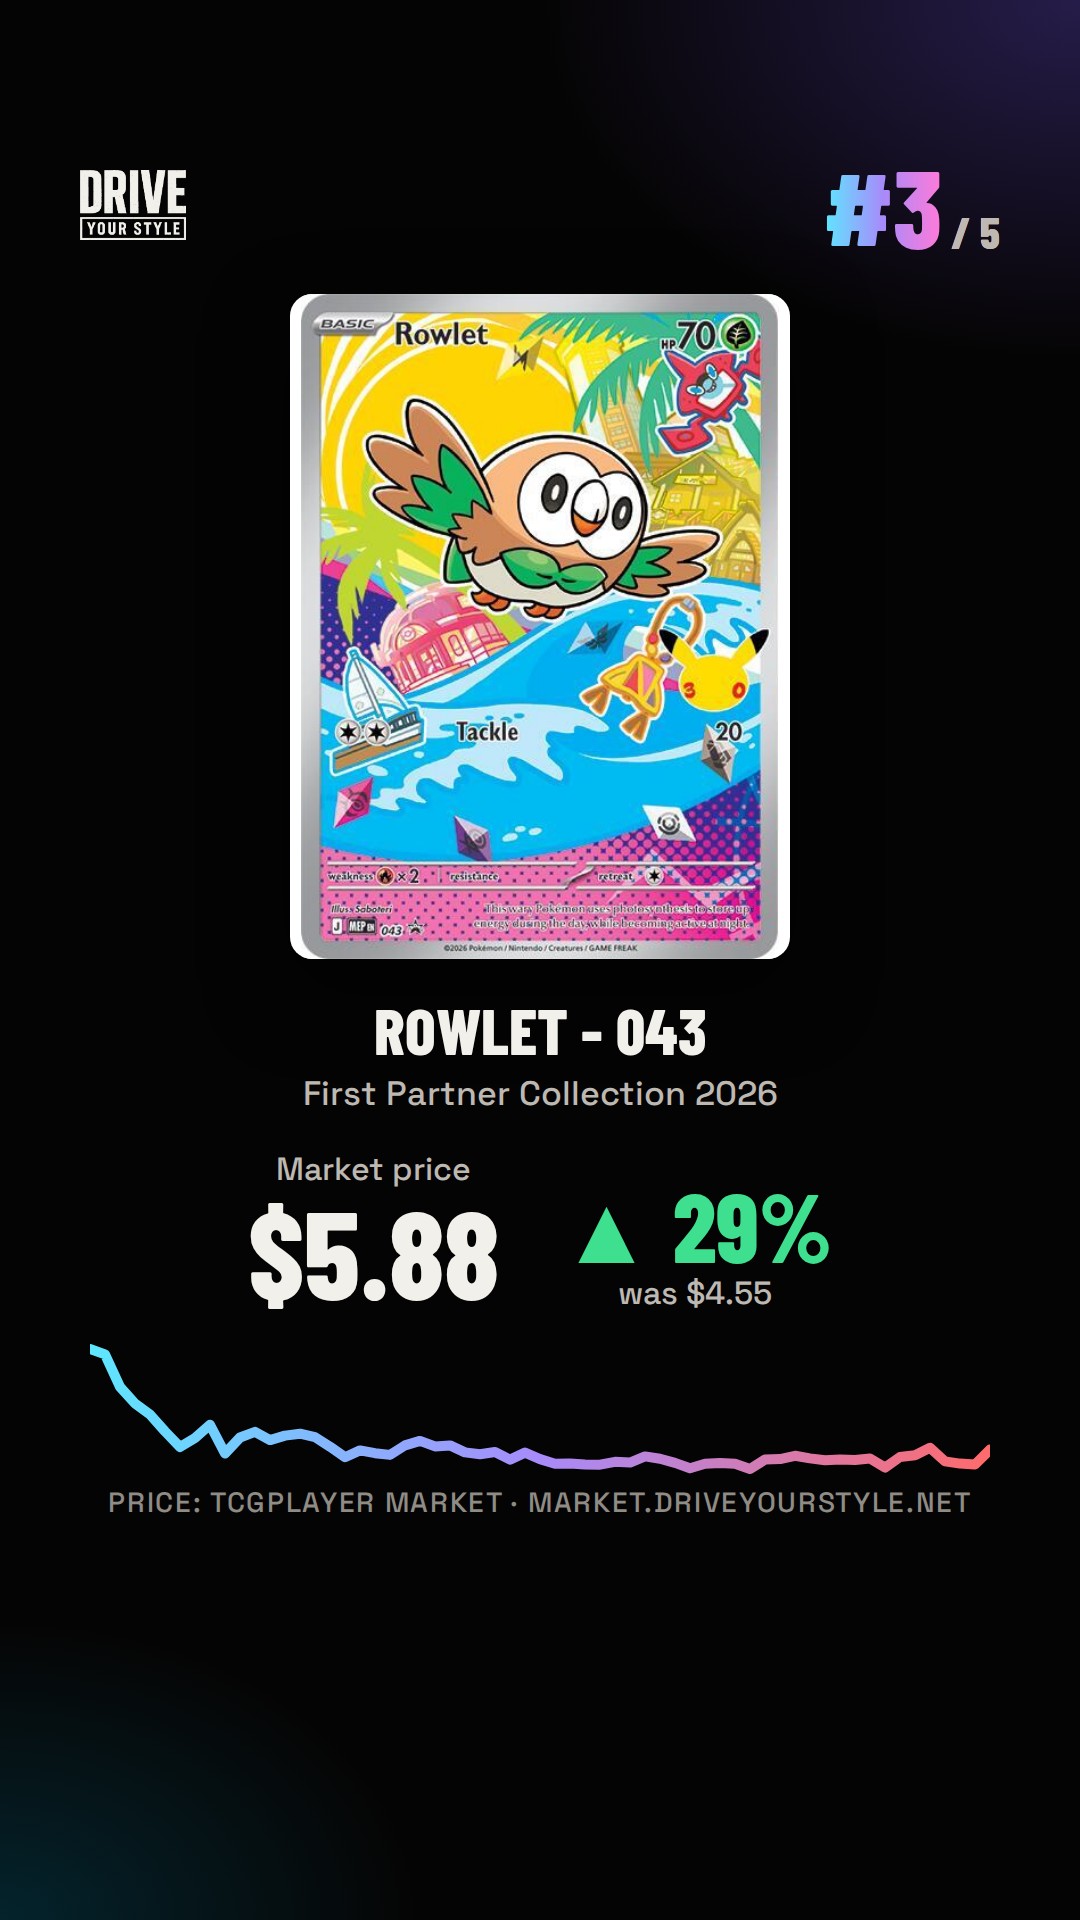 DRIVE
YOUR STYLE
#3 / 5
BASIC Rowlet HP 70
3 0
Tackle 20
weakness × 2 resistance retreat
Illus. Saboteri
This wary Pokémon uses photosynthesis to store up
energy during the day, while becoming active at night.
J MEP EN 043
©2026 Pokémon / Nintendo / Creatures / GAME FREAK
ROWLET - 043
First Partner Collection 2026
Market price
$5.88
▲ 29%
was $4.55
PRICE: TCGPLAYER MARKET · MARKET.DRIVEYOURSTYLE.NET